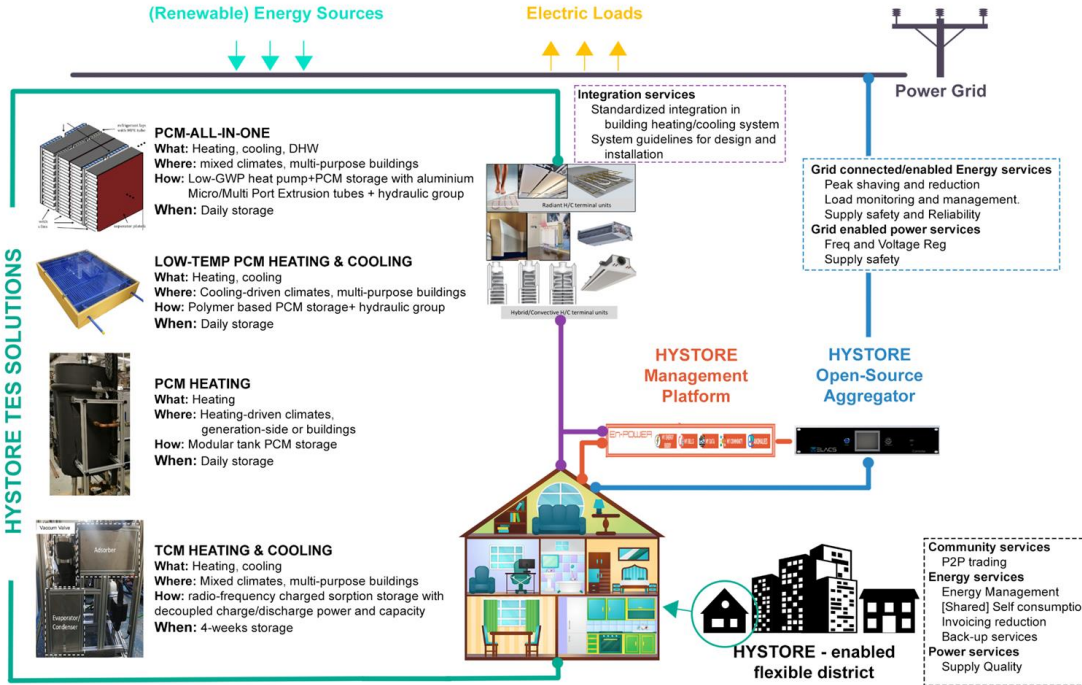 (Renewable) Energy Sources
Electric Loads
Power Grid
HYSTORE TES SOLUTIONS
PCM-ALL-IN-ONE
What: Heating, cooling, DHW
Where: mixed climates, multi-purpose buildings
How: Low-GWP heat pump+PCM storage with aluminium
Micro/Multi Port Extrusion tubes + hydraulic group
When: Daily storage
LOW-TEMP PCM HEATING & COOLING
What: Heating, cooling
Where: Cooling-driven climates, multi-purpose buildings
How: Polymer based PCM storage+ hydraulic group
When: Daily storage
PCM HEATING
What: Heating
Where: Heating-driven climates,
generation-side or buildings
How: Modular tank PCM storage
When: Daily storage
Vacuum Valve
Adsorber
Evaporator/
Condenser
TCM HEATING & COOLING
What: Heating, cooling
Where: Mixed climates, multi-purpose buildings
How: radio-frequency charged sorption storage with
decoupled charge/discharge power and capacity
When: 4-weeks storage
Integration services
Standardized integration in
building heating/cooling system
System guidelines for design and
installation
Radiant H/C terminal units
Hybrid/Convective H/C terminal units
Grid connected/enabled Energy services
Peak shaving and reduction
Load monitoring and management.
Supply safety and Reliability
Grid enabled power services
Freq and Voltage Reg
Supply safety
HYSTORE
Management
Platform
HYSTORE
Open-Source
Aggregator
En-POWER
HYSTORE - enabled
flexible district
Community services
P2P trading
Energy services
Energy Management
[Shared] Self consumptio
Invoicing reduction
Back-up services
Power services
Supply Quality